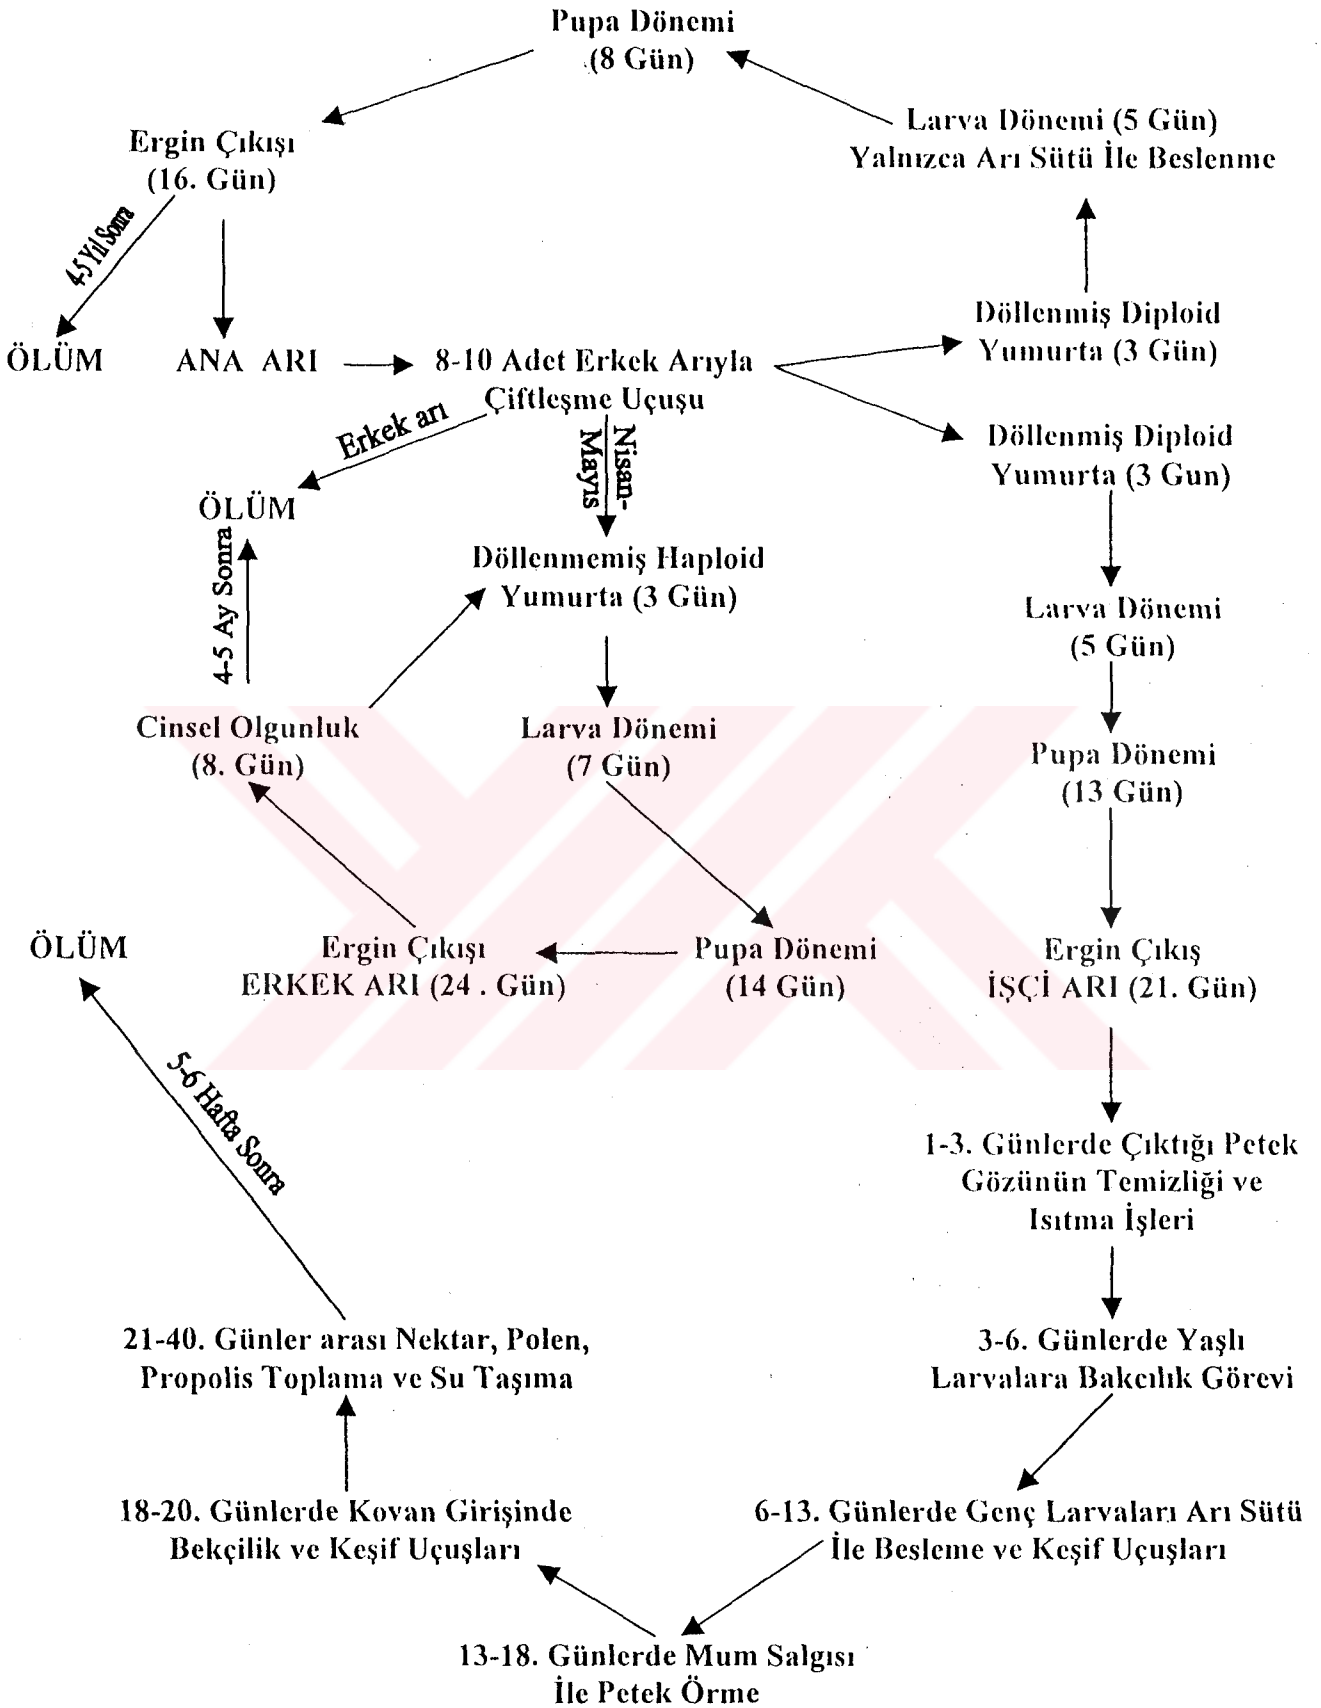 Pupa Dönemi
(8 Gün)
Larva Dönemi (5 Gün)
Yalnızca Arı Sütü İle Beslenme
Ergin Çıkışı
(16. Gün)
4-5 Yıl Sonra
ÖLÜM
ANA ARI
8-10 Adet Erkek Arıyla
Çiftleşme Uçuşu
Döllenmiş Diploid
Yumurta (3 Gün)
Döllenmiş Diploid
Yumurta (3 Gun)
Erkek arı
Nisan-
Mayıs
ÖLÜM
4-5 Ay Sonra
Döllenmemiş Haploid
Yumurta (3 Gün)
Larva Dönemi
(5 Gün)
Cinsel Olgunluk
(8. Gün)
Larva Dönemi
(7 Gün)
Pupa Dönemi
(13 Gün)
ÖLÜM
Ergin Çıkışı
ERKEK ARI (24 . Gün)
Pupa Dönemi
(14 Gün)
Ergin Çıkış
İŞÇİ ARI (21. Gün)
5-6 Hafta Sonra
1-3. Günlerde Çıktığı Petek
Gözünün Temizliği ve
Isıtma İşleri
3-6. Günlerde Yaşlı
Larvalara Bakcılık Görevi
21-40. Günler arası Nektar, Polen,
Propolis Toplama ve Su Taşıma
18-20. Günlerde Kovan Girişinde
Bekçilik ve Keşif Uçuşları
6-13. Günlerde Genç Larvaları Arı Sütü
İle Besleme ve Keşif Uçuşları
13-18. Günlerde Mum Salgısı
İle Petek Örme